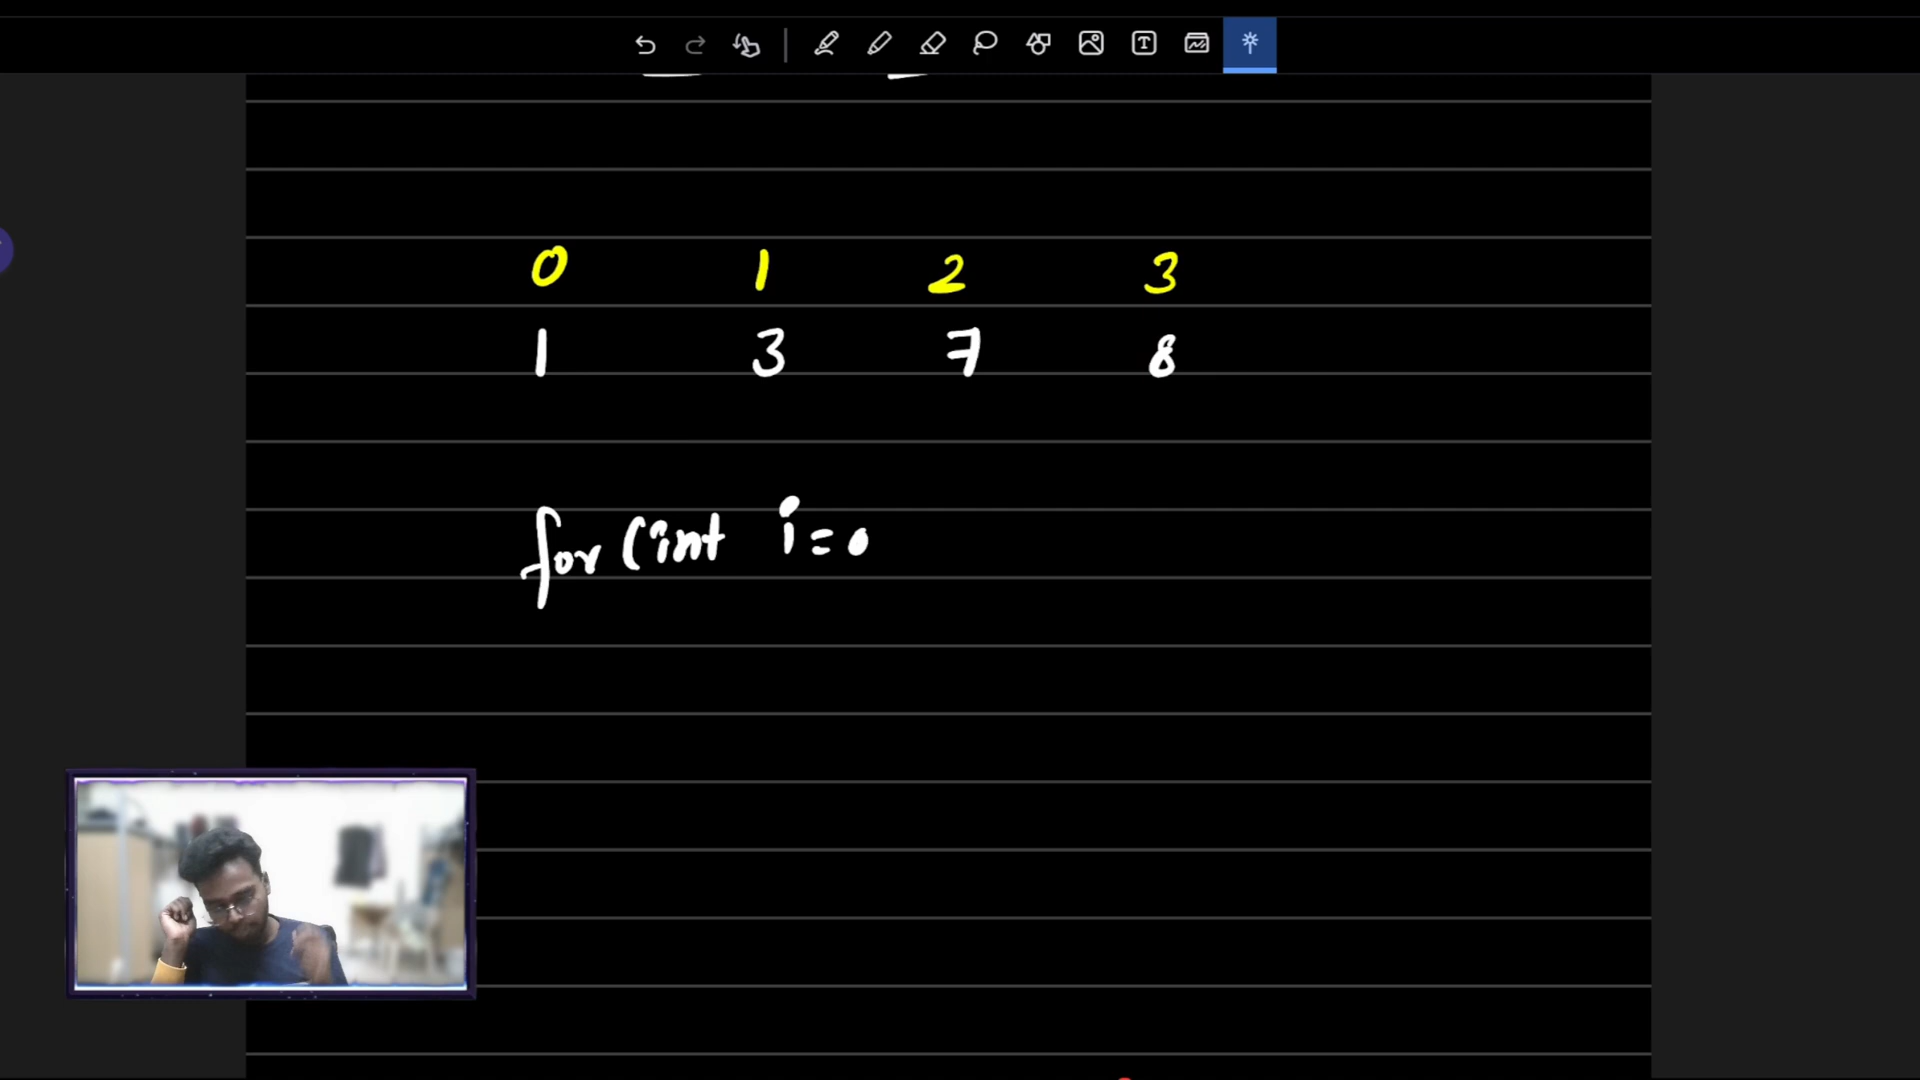 0 1 2 3
1 3 7 8
for (int i = 0